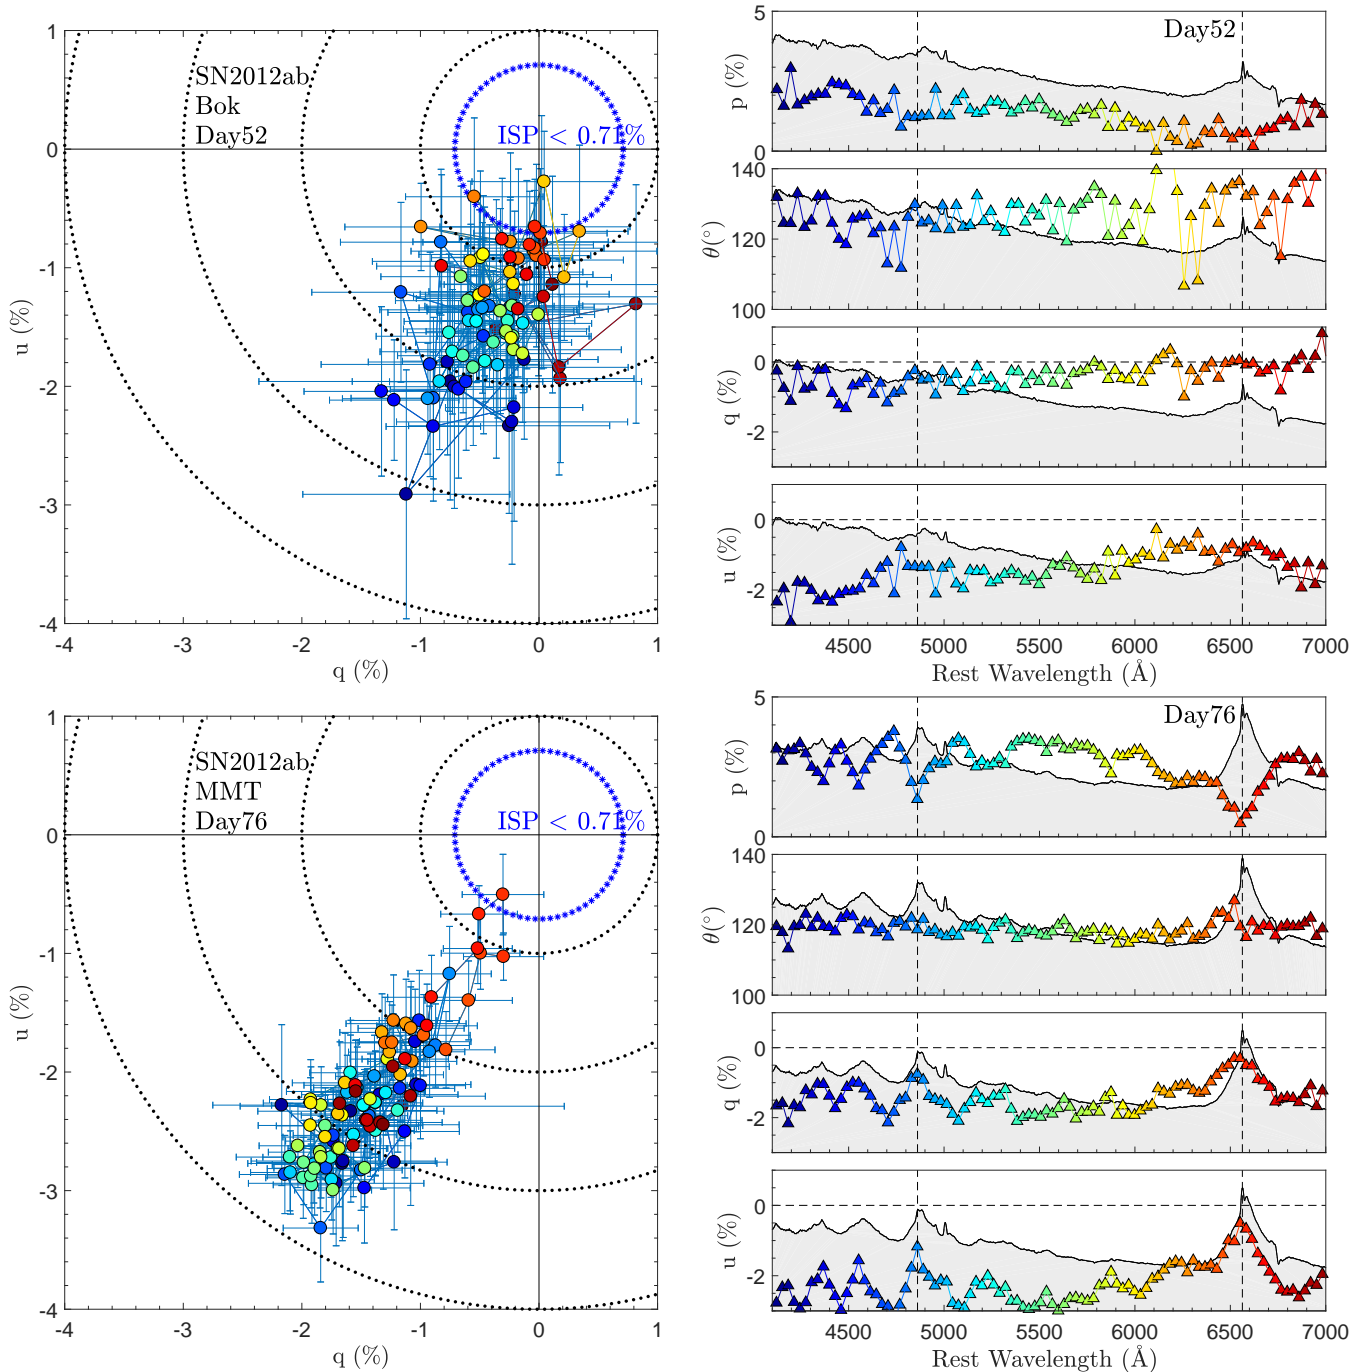 SN2012ab
Bok
Day52
ISP < 0.71%
1
0
-1
-2
-3
-4
u (%)
-4
-3
-2
-1
0
1
q (%)
Day52
5
0
p (%)
140
120
100
θ(°)
0
-2
q (%)
0
-2
u (%)
4500
5000
5500
6000
6500
7000
Rest Wavelength (Å)
SN2012ab
MMT
Day76
ISP < 0.71%
1
0
-1
-2
-3
-4
u (%)
-4
-3
-2
-1
0
1
q (%)
Day76
5
0
p (%)
140
120
100
θ(°)
0
-2
q (%)
0
-2
u (%)
4500
5000
5500
6000
6500
7000
Rest Wavelength (Å)